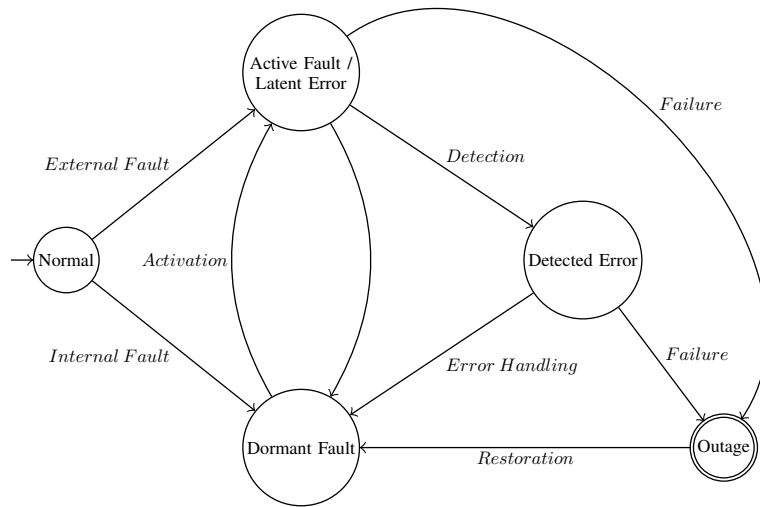 Active Fault /
Latent Error
Failure
Detection
External Fault
Normal
Activation
Detected Error
Internal Fault
Failure
Error Handling
Dormant Fault
Outage
Restoration